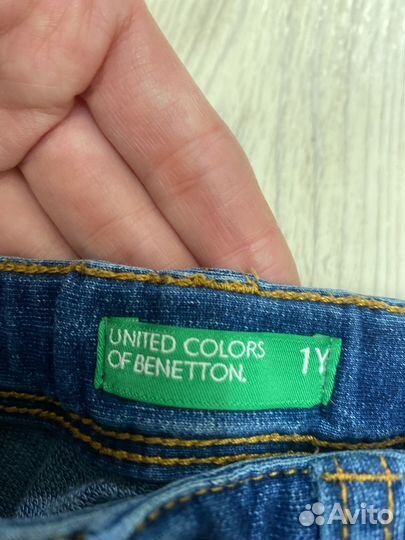 UNITED COLORS
OF BENETTON.
1Y
Avito